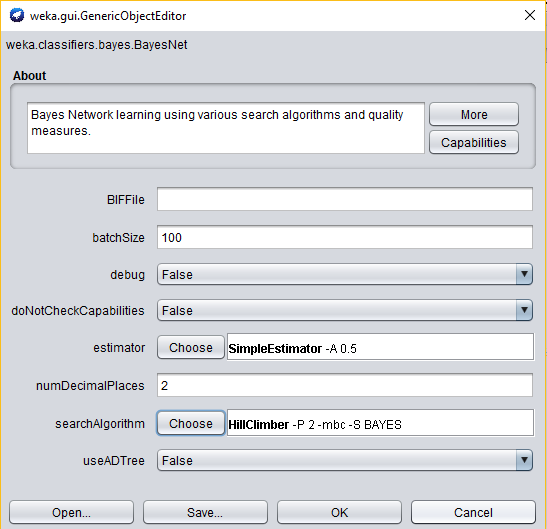 weka.gui.GenericObjectEditor
weka.classifiers.bayes.BayesNet
About
Bayes Network learning using various search algorithms and quality
measures.
More
Capabilities
BIFFile
batchSize 100
debug False
doNotCheckCapabilities False
estimator Choose SimpleEstimator -A 0.5
numDecimalPlaces 2
searchAlgorithm Choose HillClimber -P 2 -mbc -S BAYES
useADTree False
Open... Save... OK Cancel